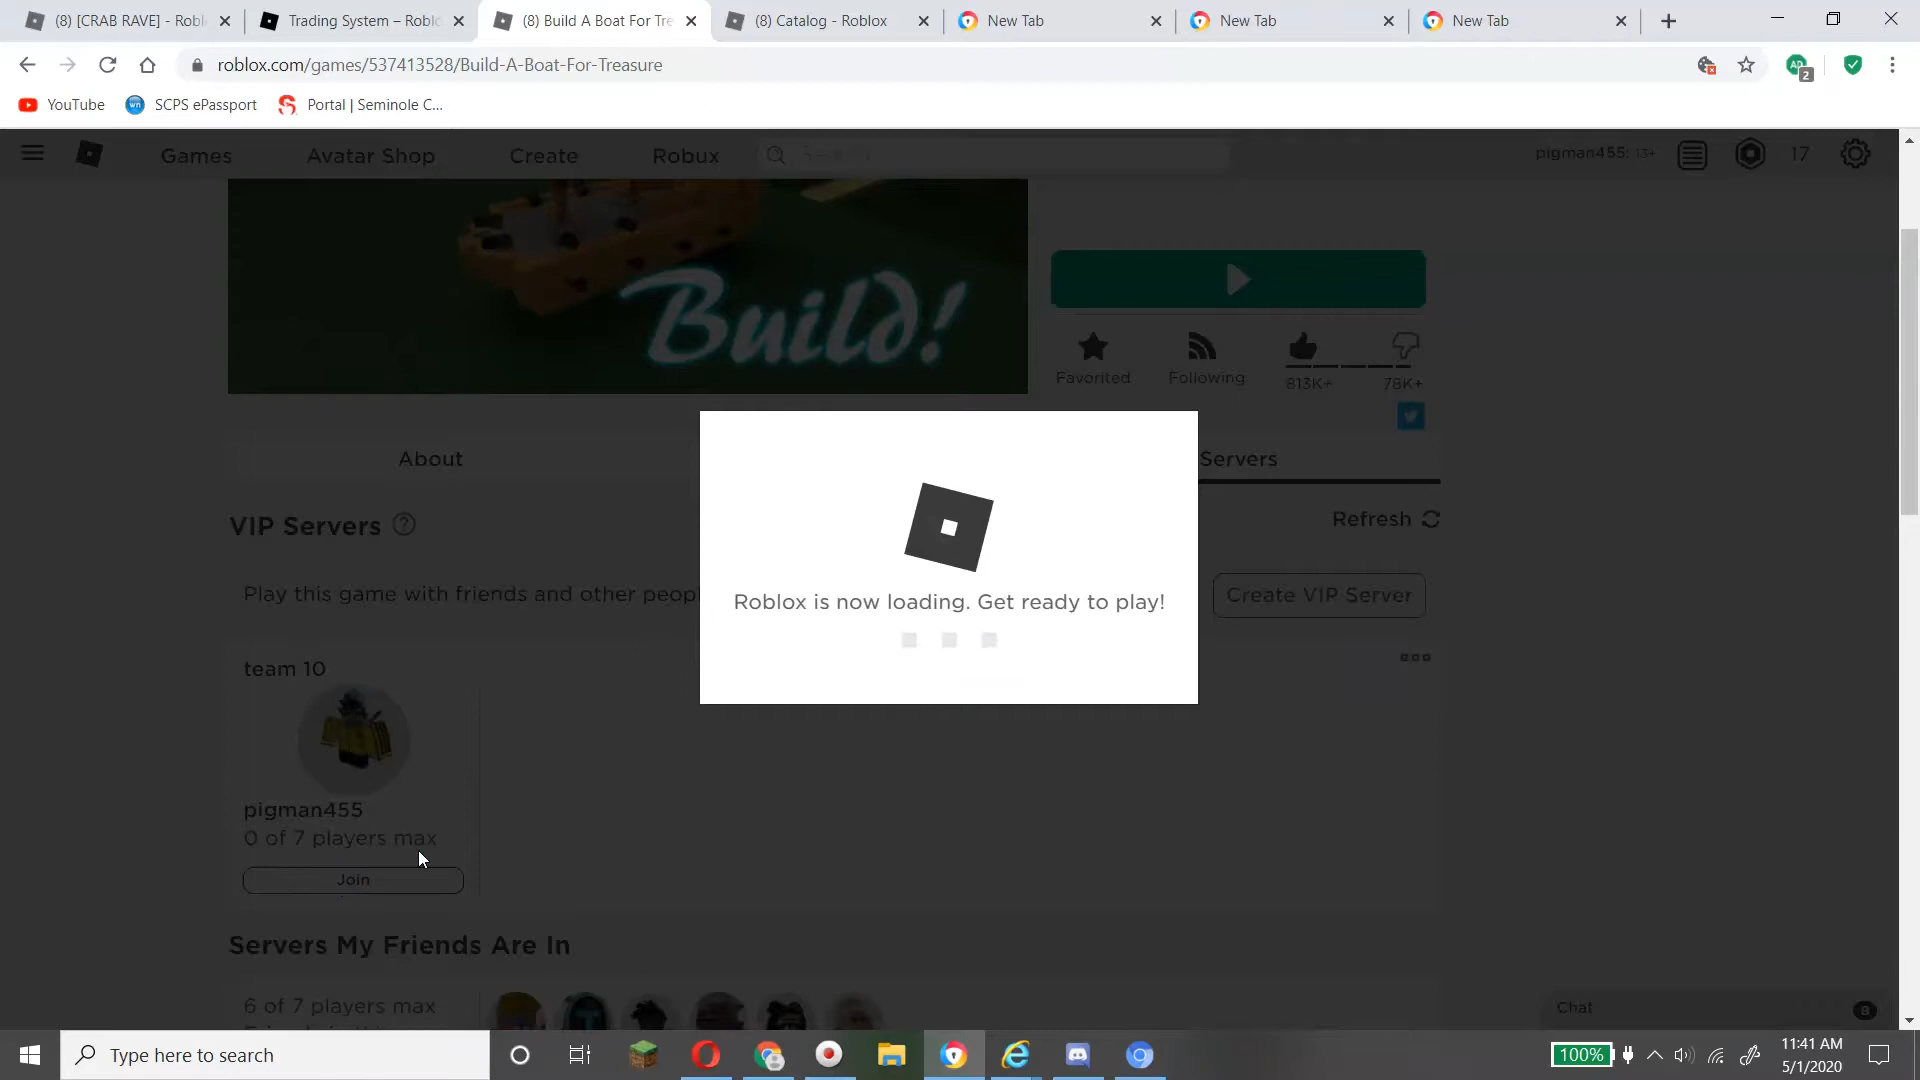 (8) [CRAB RAVE] - Robl
Trading System – Roblo
(8) Build A Boat For Tre
(8) Catalog - Roblox
New Tab
New Tab
New Tab
roblox.com/games/537413528/Build-A-Boat-For-Treasure
2
YouTube
SCPS ePassport
Portal | Seminole C...
Games
Avatar Shop
Create
Robux
Search
pigman455: 13+
17
Build!
Favorited
Following
813K+
78K+
About
Servers
VIP Servers
Refresh
Play this game with friends and other peop
Create VIP Server
Roblox is now loading. Get ready to play!
team 10
pigman455
0 of 7 players max
Join
Servers My Friends Are In
6 of 7 players max
Chat
8
Type here to search
100%
11:41 AM
5/1/2020